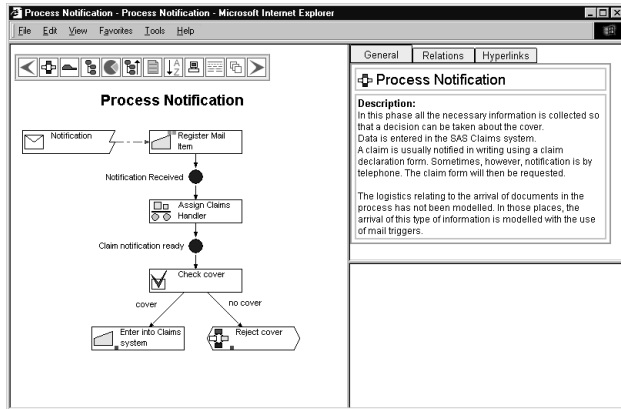 Process Notification - Process Notification - Microsoft Internet Explorer
File Edit View Favorites Tools Help
Process Notification
Notification
Register Mail
Item
Notification Received
Assign Claims
Handler
Claim notification ready
Check cover
cover
no cover
Enter into Claims
system
Reject cover
General Relations Hyperlinks
Process Notification
Description:
In this phase all the necessary information is collected so
that a decision can be taken about the cover.
Data is entered in the SAS Claims system.
A claim is usually notified in writing using a claim
declaration form. Sometimes, however, notification is by
telephone. The claim form will then be requested.
The logistics relating to the arrival of documents in the
process has not been modelled. In those places, the
arrival of this type of information is modelled with the use
of mail triggers.